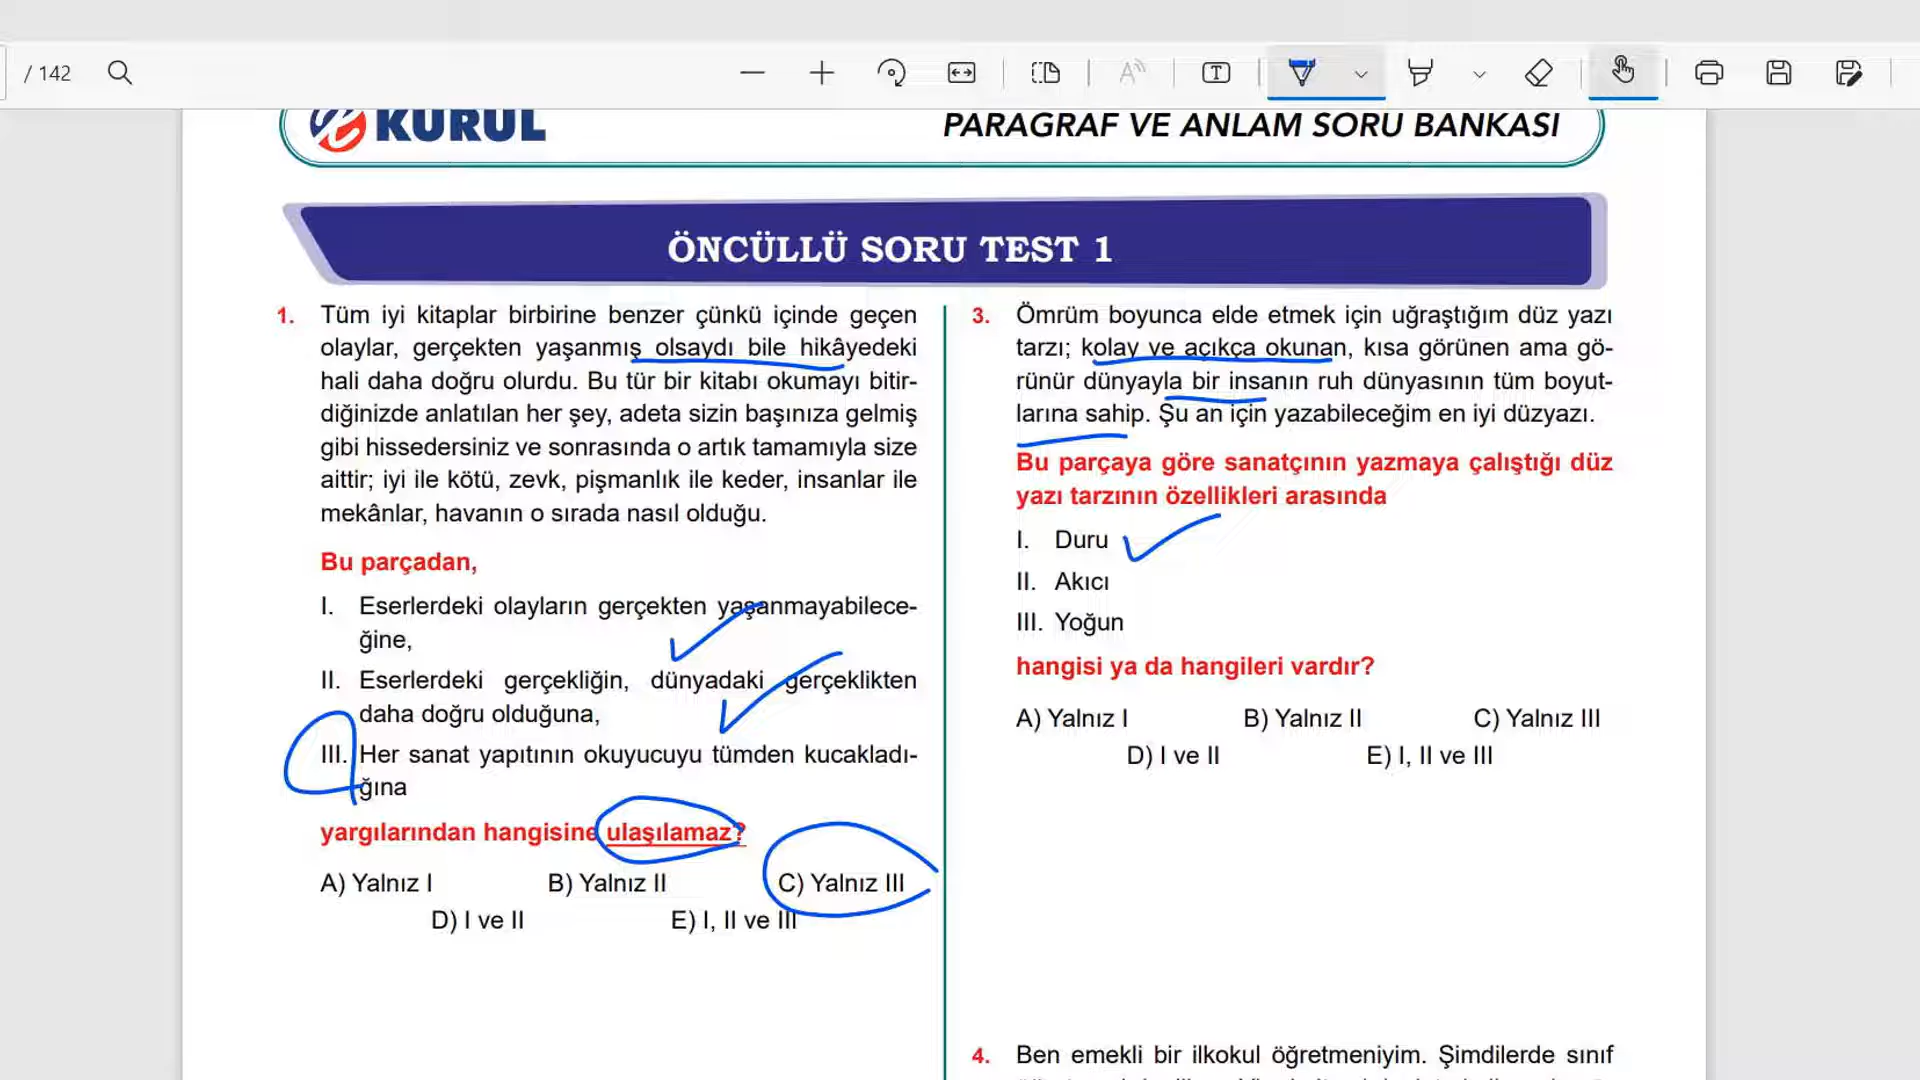 / 142
KURUL
PARAGRAF VE ANLAM SORU BANKASI
ÖNCÜLLÜ SORU TEST 1
1. Tüm iyi kitaplar birbirine benzer çünkü içinde geçen
olaylar, gerçekten yaşanmış olsaydı bile hikâyedeki
hali daha doğru olurdu. Bu tür bir kitabı okumayı bitir-
diğinizde anlatılan her şey, adeta sizin başınıza gelmiş
gibi hissedersiniz ve sonrasında o artık tamamıyla size
aittir; iyi ile kötü, zevk, pişmanlık ile keder, insanlar ile
mekânlar, havanın o sırada nasıl olduğu.
Bu parçadan,
I. Eserlerdeki olayların gerçekten yaşanmayabilece-
ğine,
II. Eserlerdeki gerçekliğin, dünyadaki gerçeklikten
daha doğru olduğuna,
III. Her sanat yapıtının okuyucuyu tümden kucakladı-
ğına
yargılarından hangisine ulaşılamaz?
A) Yalnız I B) Yalnız II C) Yalnız III
D) I ve II E) I, II ve III
3. Ömrüm boyunca elde etmek için uğraştığım düz yazı
tarzı; kolay ve açıkça okunan, kısa görünen ama gö-
rünür dünyayla bir insanın ruh dünyasının tüm boyut-
larına sahip. Şu an için yazabileceğim en iyi düzyazı.
Bu parçaya göre sanatçının yazmaya çalıştığı düz
yazı tarzının özellikleri arasında
I. Duru
II. Akıcı
III. Yoğun
hangisi ya da hangileri vardır?
A) Yalnız I B) Yalnız II C) Yalnız III
D) I ve II E) I, II ve III
4. Ben emekli bir ilkokul öğretmeniyim. Şimdilerde sınıf